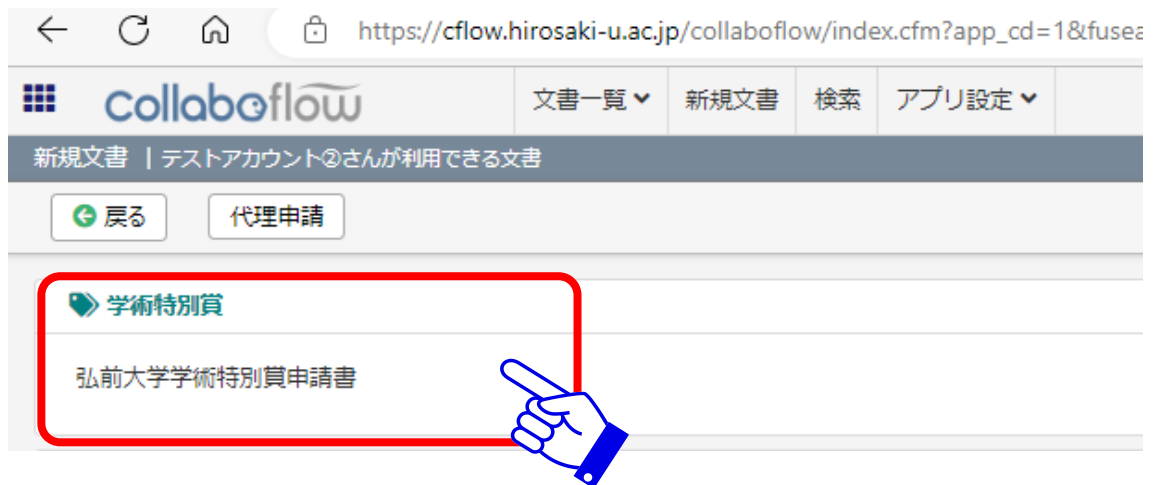 https://cflow.hirosaki-u.ac.jp/collaboflow/index.cfm?app_cd=1&fusea
collaboflow 文書一覧 新規文書 検索 アプリ設定
新規文書 | テストアカウント②さんが利用できる文書
戻る 代理申請
学術特別賞
弘前大学学術特別賞申請書